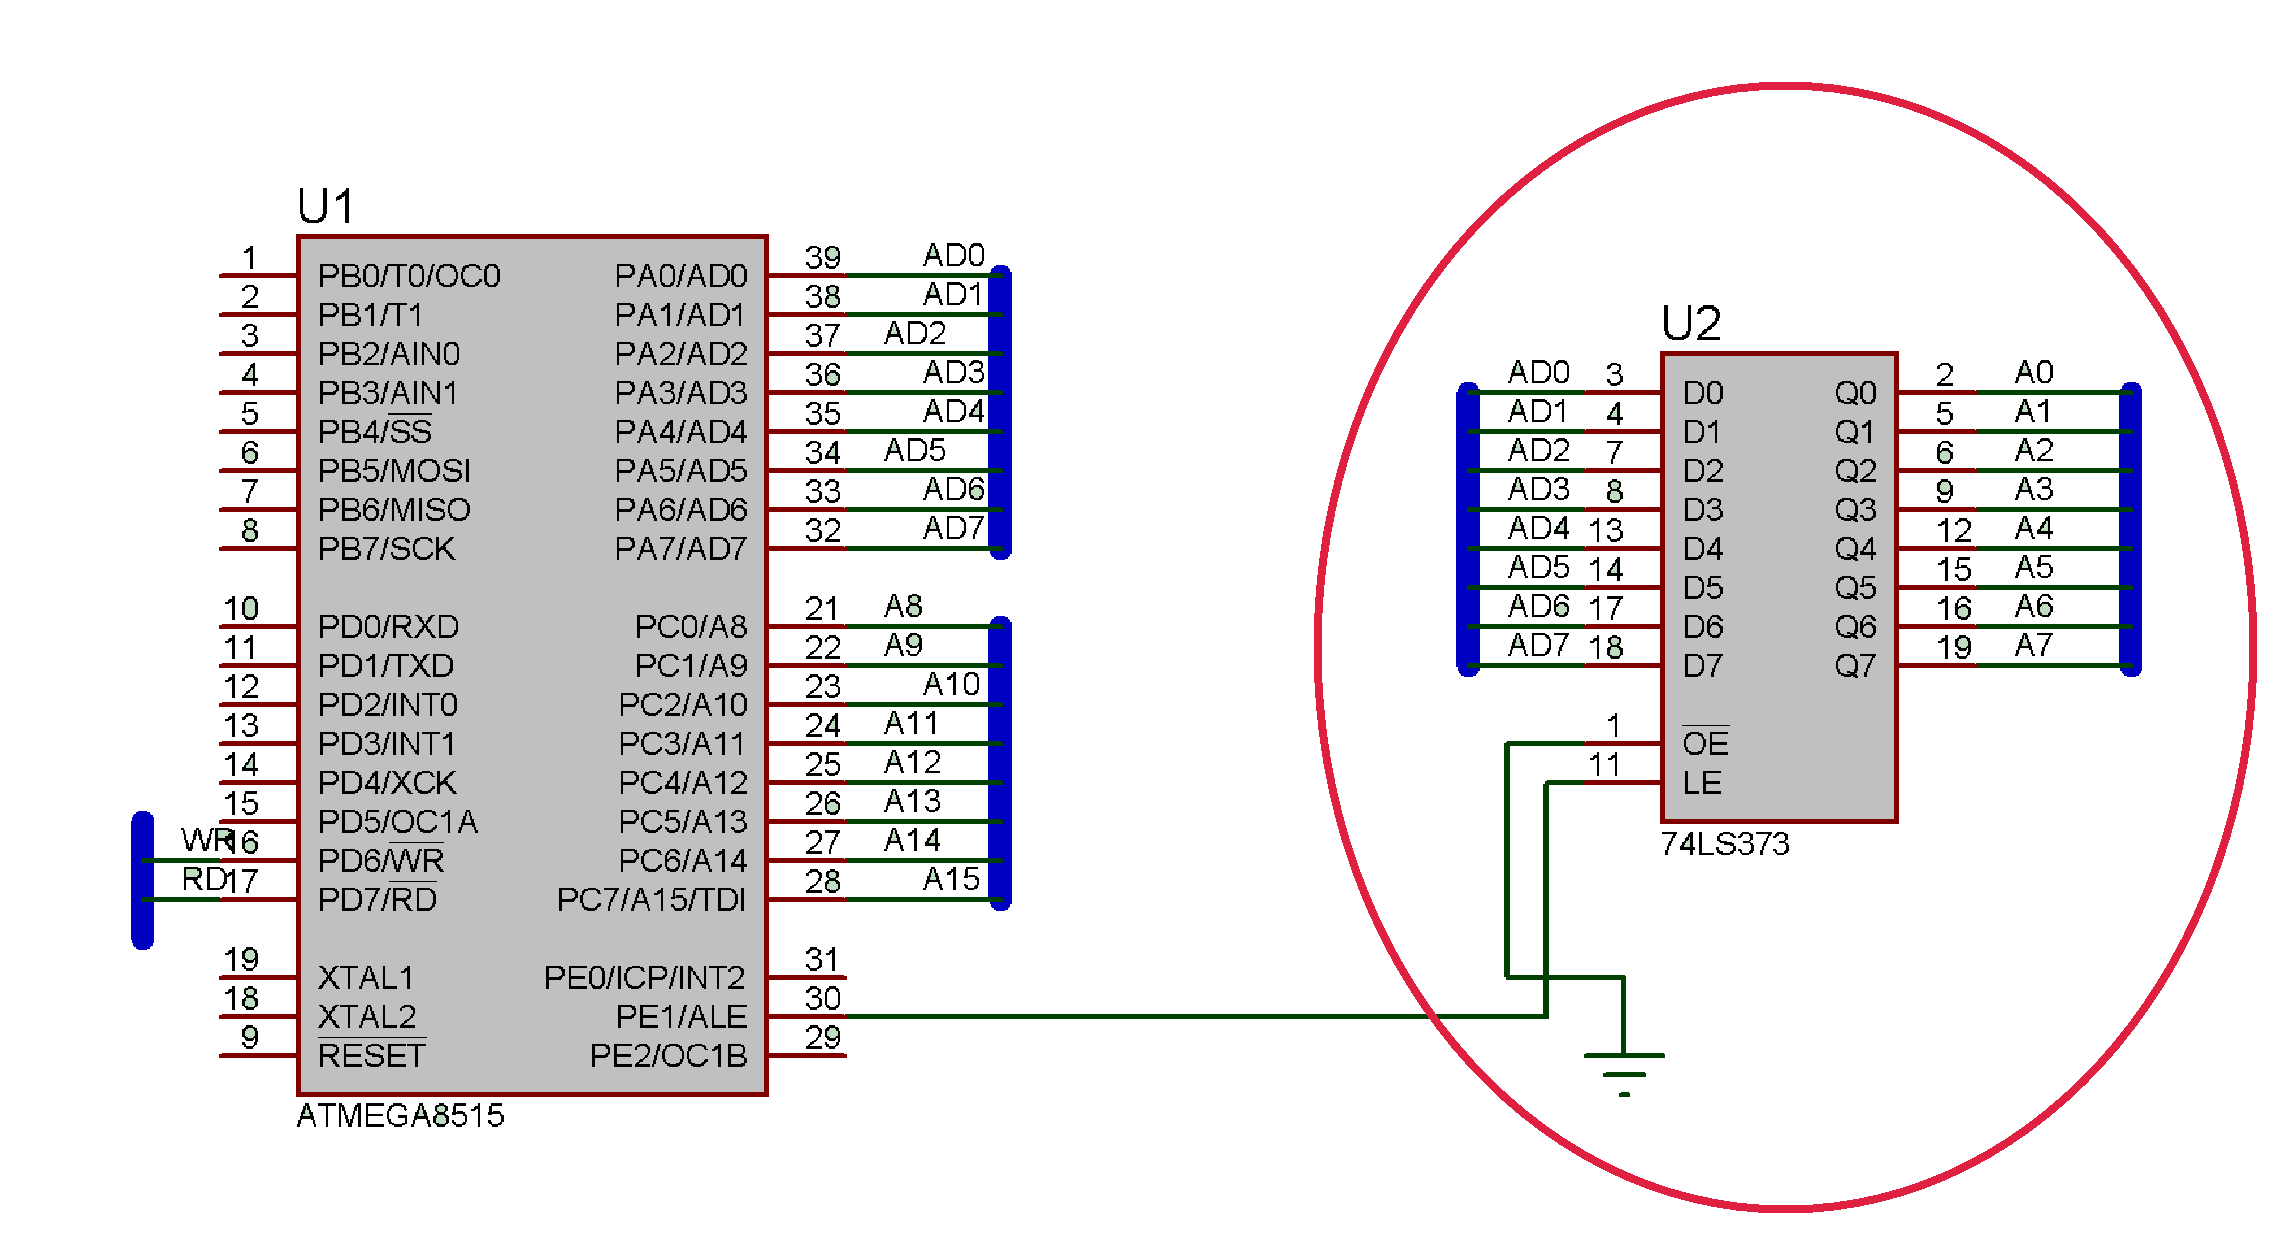 U1
1 PB0/T0/OC0 PA0/AD0 39 AD0
2 PB1/T1 PA1/AD1 38 AD1
3 PB2/AIN0 PA2/AD2 37 AD2
4 PB3/AIN1 PA3/AD3 36 AD3
5 PB4/SS PA4/AD4 35 AD4
6 PB5/MOSI PA5/AD5 34 AD5
7 PB6/MISO PA6/AD6 33 AD6
8 PB7/SCK PA7/AD7 32 AD7
10 PD0/RXD PC0/A8 21 A8
11 PD1/TXD PC1/A9 22 A9
12 PD2/INT0 PC2/A10 23 A10
13 PD3/INT1 PC3/A11 24 A11
14 PD4/XCK PC4/A12 25 A12
15 PD5/OC1A PC5/A13 26 A13
WR 16 PD6/WR PC6/A14 27 A14
RD 17 PD7/RD PC7/A15/TDI 28 A15
19 XTAL1 PE0/ICP/INT2 31
18 XTAL2 PE1/ALE 30
9 RESET PE2/OC1B 29
ATMEGA8515
U2
AD0 3 D0 Q0 2 A0
AD1 4 D1 Q1 5 A1
AD2 7 D2 Q2 6 A2
AD3 8 D3 Q3 9 A3
AD4 13 D4 Q4 12 A4
AD5 14 D5 Q5 15 A5
AD6 17 D6 Q6 16 A6
AD7 18 D7 Q7 19 A7
1 OE
11 LE
74LS373